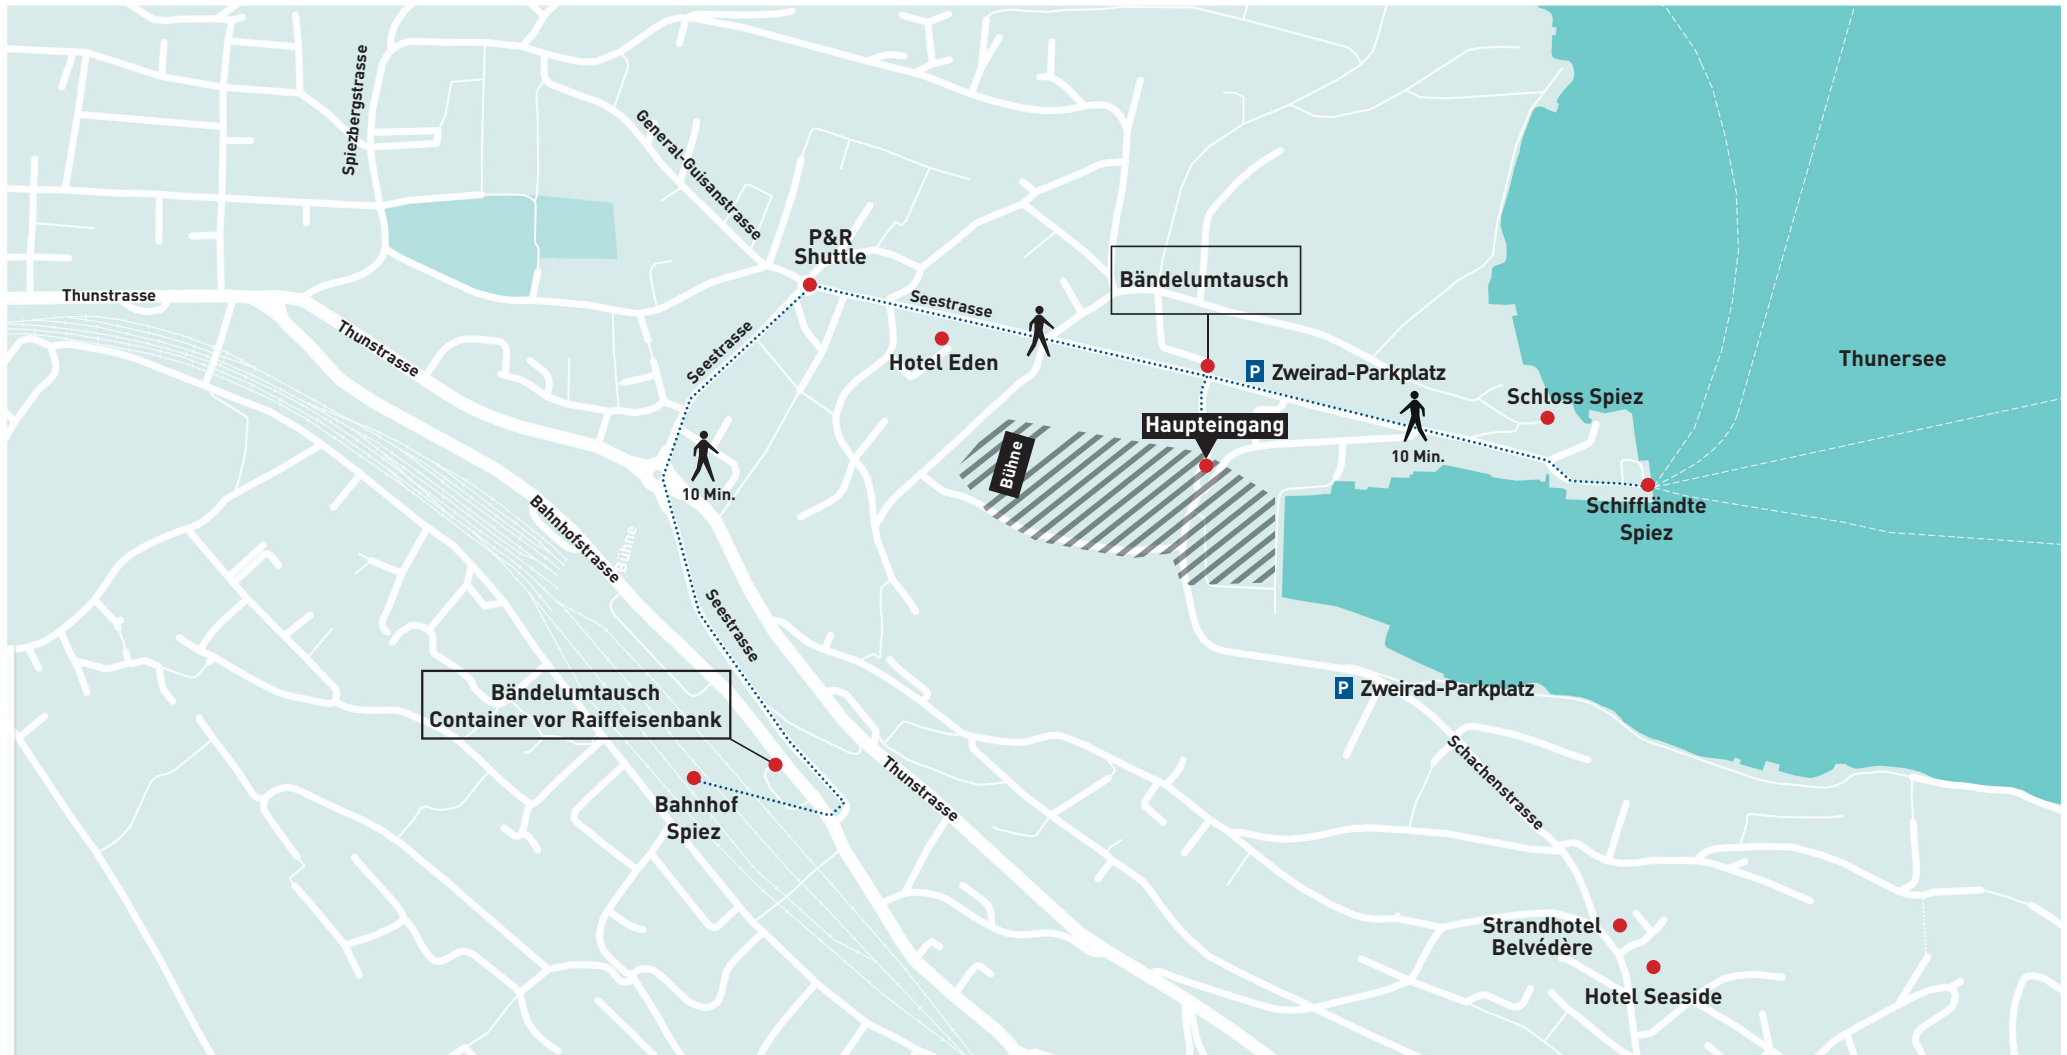 Spiezbergstrasse
General-Guisanstrasse
P&R
Shuttle
Bändelumtausch
Thunstrasse
Seestrasse
Thunstrasse
Seestrasse
Hotel Eden
P Zweirad-Parkplatz
Thunersee
Schloss Spiez
Haupteingang
Bühne
10 Min.
10 Min.
Schiffländte
Spiez
Bahnhofstrasse
Bühne
Seestrasse
Bändelumtausch
Container vor Raiffeisenbank
P Zweirad-Parkplatz
Schachenstrasse
Thunstrasse
Bahnhof
Spiez
Strandhotel
Belvédère
Hotel Seaside